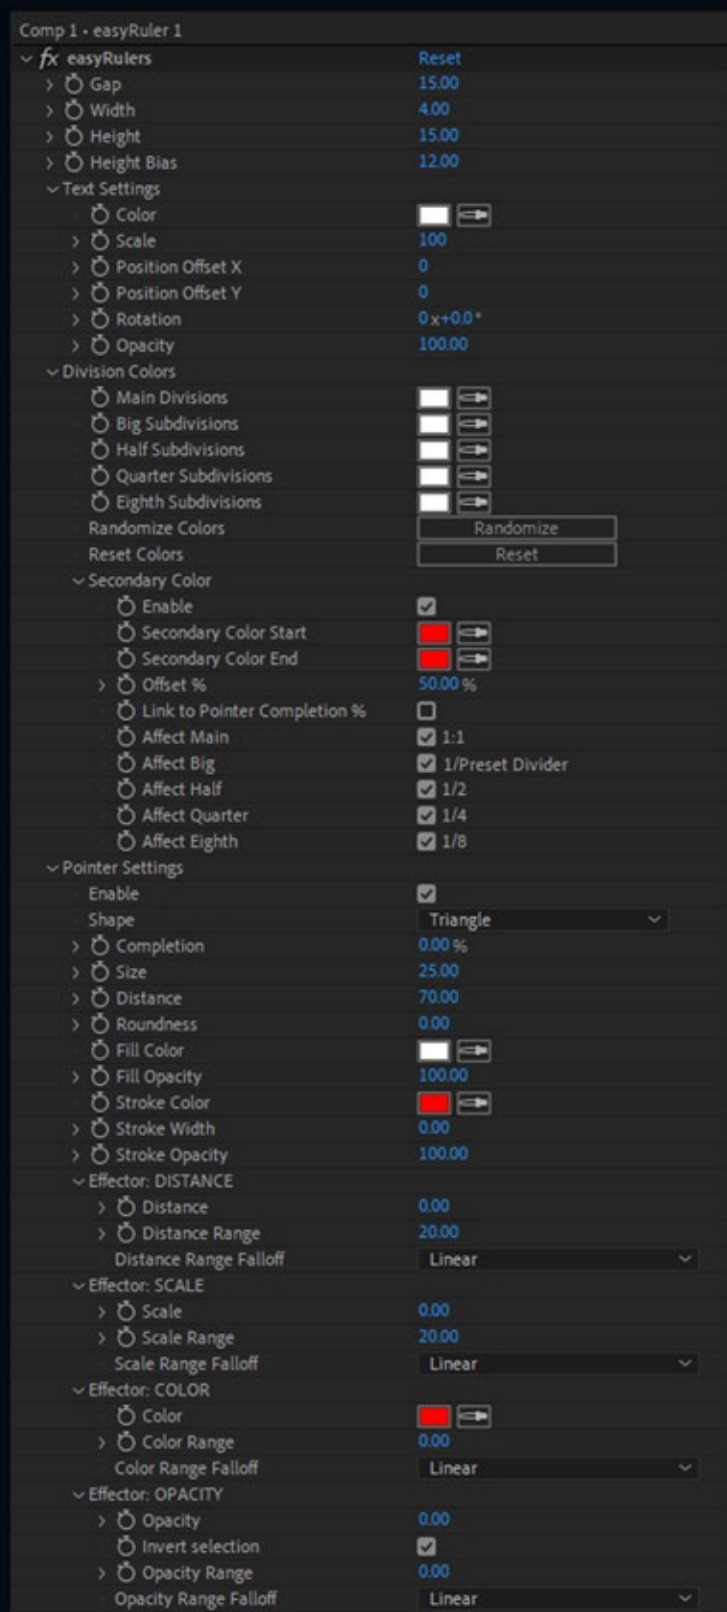 Comp 1 • easyRuler 1
fx easyRulers Reset
Gap 15.00
Width 4.00
Height 15.00
Height Bias 12.00
Text Settings
Color
Scale 100
Position Offset X 0
Position Offset Y 0
Rotation 0x+0.0°
Opacity 100.00
Division Colors
Main Divisions
Big Subdivisions
Half Subdivisions
Quarter Subdivisions
Eighth Subdivisions
Randomize Colors Randomize
Reset Colors Reset
Secondary Color
Enable
Secondary Color Start
Secondary Color End
Offset % 50.00 %
Link to Pointer Completion %
Affect Main 1:1
Affect Big 1/Preset Divider
Affect Half 1/2
Affect Quarter 1/4
Affect Eighth 1/8
Pointer Settings
Enable
Shape Triangle
Completion 0.00 %
Size 25.00
Distance 70.00
Roundness 0.00
Fill Color
Fill Opacity 100.00
Stroke Color
Stroke Width 0.00
Stroke Opacity 100.00
Effector: DISTANCE
Distance 0.00
Distance Range 20.00
Distance Range Falloff Linear
Effector: SCALE
Scale 0.00
Scale Range 20.00
Scale Range Falloff Linear
Effector: COLOR
Color
Color Range 0.00
Color Range Falloff Linear
Effector: OPACITY
Opacity 0.00
Invert selection
Opacity Range 0.00
Opacity Range Falloff Linear